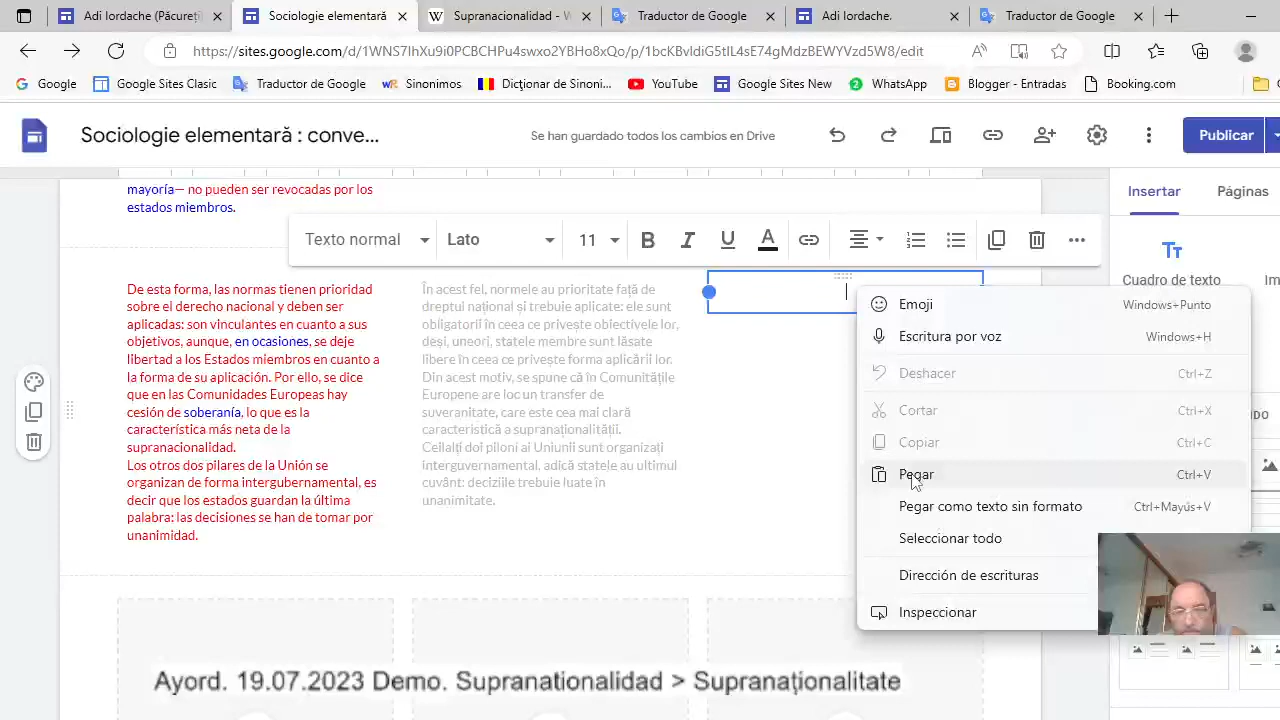 Adi Iordache (Păcureți
Sociologie elementară
Supranacionalidad - W
Traductor de Google
Adi Iordache.
Traductor de Google
https://sites.google.com/d/1WNS7IhXu9i0PCBCHPu4swxo2YBHo8xQo/p/1bcKBvIdiG5tIL4sE74gMdzBEWYVzd5W8/edit
Google
Google Sites Clasic
Traductor de Google
Sinonimos
Dicţionar de Sinoni...
YouTube
Google Sites New
WhatsApp
Blogger - Entradas
Booking.com
Sociologie elementară : conve...
Se han guardado todos los cambios en Drive
Publicar
Insertar
Páginas
Cuadro de texto
mayoría— no pueden ser revocadas por los
estados miembros.
Texto normal
Lato
11
De esta forma, las normas tienen prioridad
sobre el derecho nacional y deben ser
aplicadas: son vinculantes en cuanto a sus
objetivos, aunque, en ocasiones, se deje
libertad a los Estados miembros en cuanto a
la forma de su aplicación. Por ello, se dice
que en las Comunidades Europeas hay
cesión de soberanía, lo que es la
característica más neta de la
supranacionalidad.
Los otros dos pilares de la Unión se
organizan de forma intergubernamental, es
decir que los estados guardan la última
palabra: las decisiones se han de tomar por
unanimidad.
În acest fel, normele au prioritate față de
dreptul național și trebuie aplicate: ele sunt
obligatorii în ceea ce privește obiectivele lor,
deși, uneori, statele membre sunt lăsate
libere în ceea ce privește forma aplicării lor.
Din acest motiv, se spune că în Comunitățile
Europene are loc un transfer de
suveranitate, care este cea mai clară
caracteristică a supranaționalității.
Ceilalți doi piloni ai Uniunii sunt organizați
interguvernamental, adică statele au ultimul
cuvânt: deciziile trebuie luate în
unanimitate.
Emoji Windows+Punto
Escritura por voz Windows+H
Deshacer Ctrl+Z
Cortar Ctrl+X
Copiar Ctrl+C
Pegar Ctrl+V
Pegar como texto sin formato Ctrl+Mayús+V
Seleccionar todo
Dirección de escrituras
Inspeccionar
Ayord. 19.07.2023 Demo. Supranationalidad > Supranaționalitate